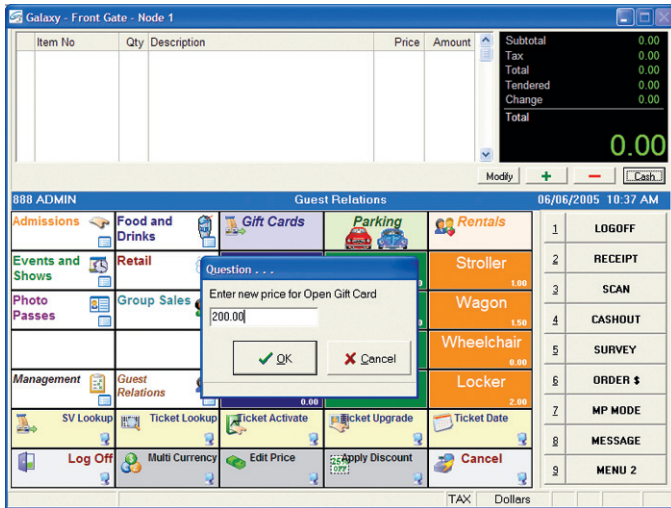 Galaxy - Front Gate - Node 1
Item No Qty Description Price Amount
Subtotal 0.00
Tax 0.00
Total 0.00
Tendered 0.00
Change 0.00
Total
0.00
Modify Cash
888 ADMIN Guest Relations 06/06/2005 10:37 AM
Admissions Food and Drinks Gift Cards Parking Rentals
1 LOGOFF
Events and Shows Retail Stroller 1.00
2 RECEIPT
3 SCAN
Question . . .
Enter new price for Open Gift Card
200.00
OK Cancel
Photo Passes Group Sales Wagon 1.50
4 CASHOUT
Wheelchair 0.00
5 SURVEY
Management Guest Relations 0.00 Locker 2.00
6 ORDER $
SV Lookup Ticket Lookup Ticket Activate Ticket Upgrade Ticket Date
7 MP MODE
8 MESSAGE
Log Off Multi Currency Edit Price Apply Discount Cancel
9 MENU 2
TAX Dollars